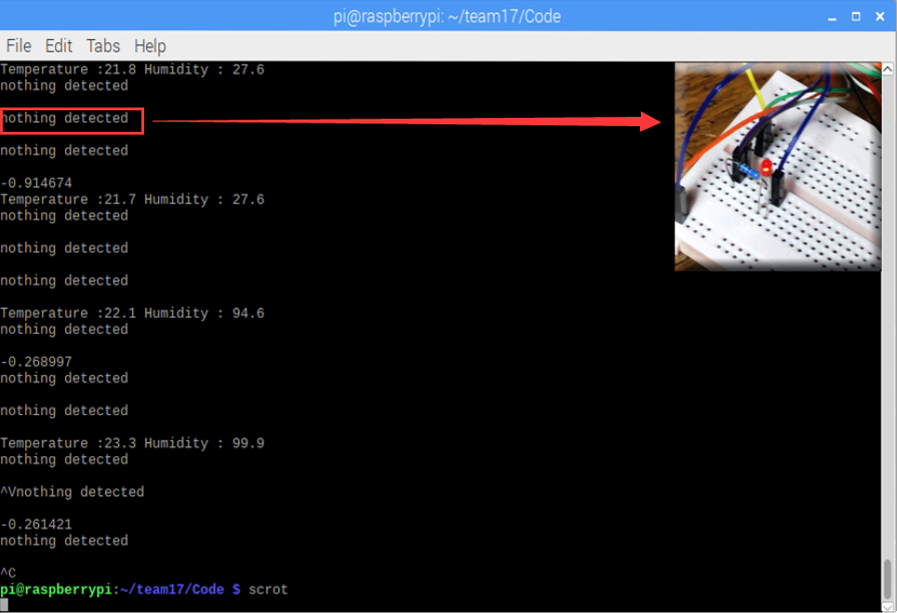 pi@raspberrypi: ~/team17/Code
File Edit Tabs Help
Temperature :21.8 Humidity : 27.6
nothing detected
nothing detected
nothing detected
-0.914674
Temperature :21.7 Humidity : 27.6
nothing detected
nothing detected
nothing detected
Temperature :22.1 Humidity : 94.6
nothing detected
-0.268997
nothing detected
nothing detected
Temperature :23.3 Humidity : 99.9
nothing detected
^Vnothing detected
-0.261421
nothing detected
^C
pi@raspberrypi:~/team17/Code $ scrot